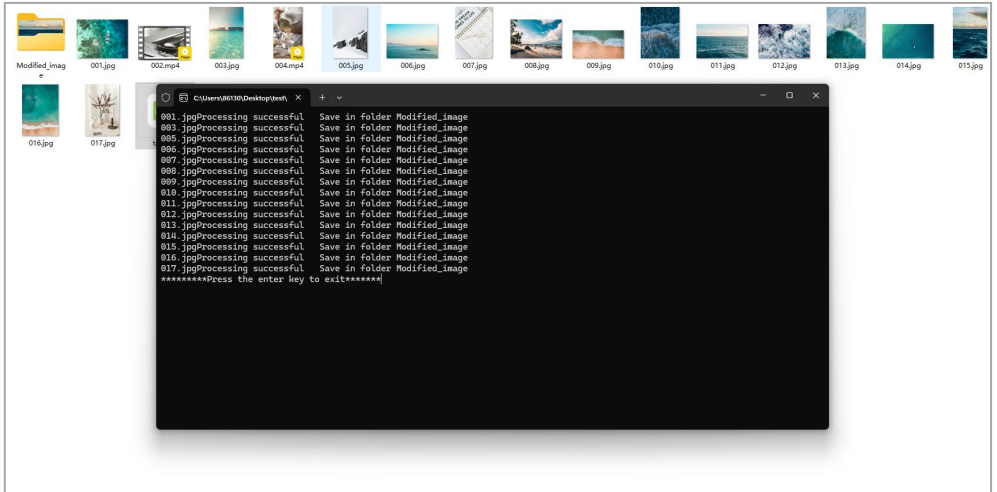 Modified_imag
e
001.jpg
002.mp4
003.jpg
004.mp4
005.jpg
006.jpg
007.jpg
008.jpg
009.jpg
010.jpg
011.jpg
012.jpg
013.jpg
014.jpg
015.jpg
016.jpg
017.jpg
C:\Users\86130\Desktop\test\
001.jpgProcessing successful   Save in folder Modified_image
003.jpgProcessing successful   Save in folder Modified_image
005.jpgProcessing successful   Save in folder Modified_image
006.jpgProcessing successful   Save in folder Modified_image
007.jpgProcessing successful   Save in folder Modified_image
008.jpgProcessing successful   Save in folder Modified_image
009.jpgProcessing successful   Save in folder Modified_image
010.jpgProcessing successful   Save in folder Modified_image
011.jpgProcessing successful   Save in folder Modified_image
012.jpgProcessing successful   Save in folder Modified_image
013.jpgProcessing successful   Save in folder Modified_image
014.jpgProcessing successful   Save in folder Modified_image
015.jpgProcessing successful   Save in folder Modified_image
016.jpgProcessing successful   Save in folder Modified_image
017.jpgProcessing successful   Save in folder Modified_image
*********Press the enter key to exit*******